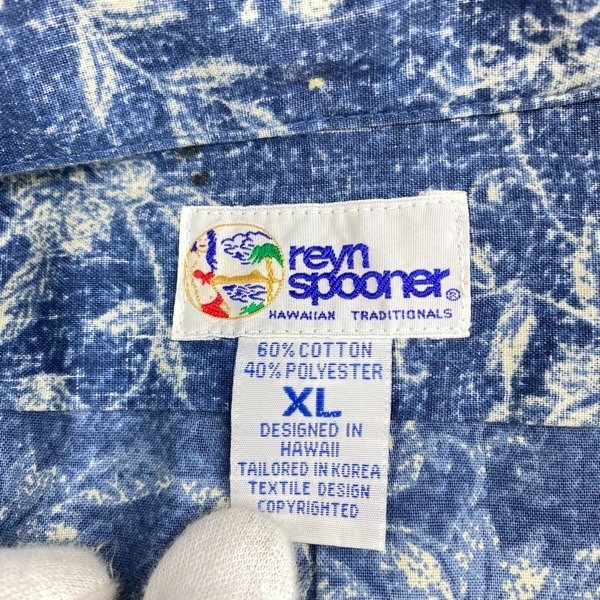 reyn
spooner®
HAWAIIAN TRADITIONALS
60% COTTON
40% POLYESTER
XL
DESIGNED IN
HAWAII
TAILORED IN KOREA
TEXTILE DESIGN
COPYRIGHTED